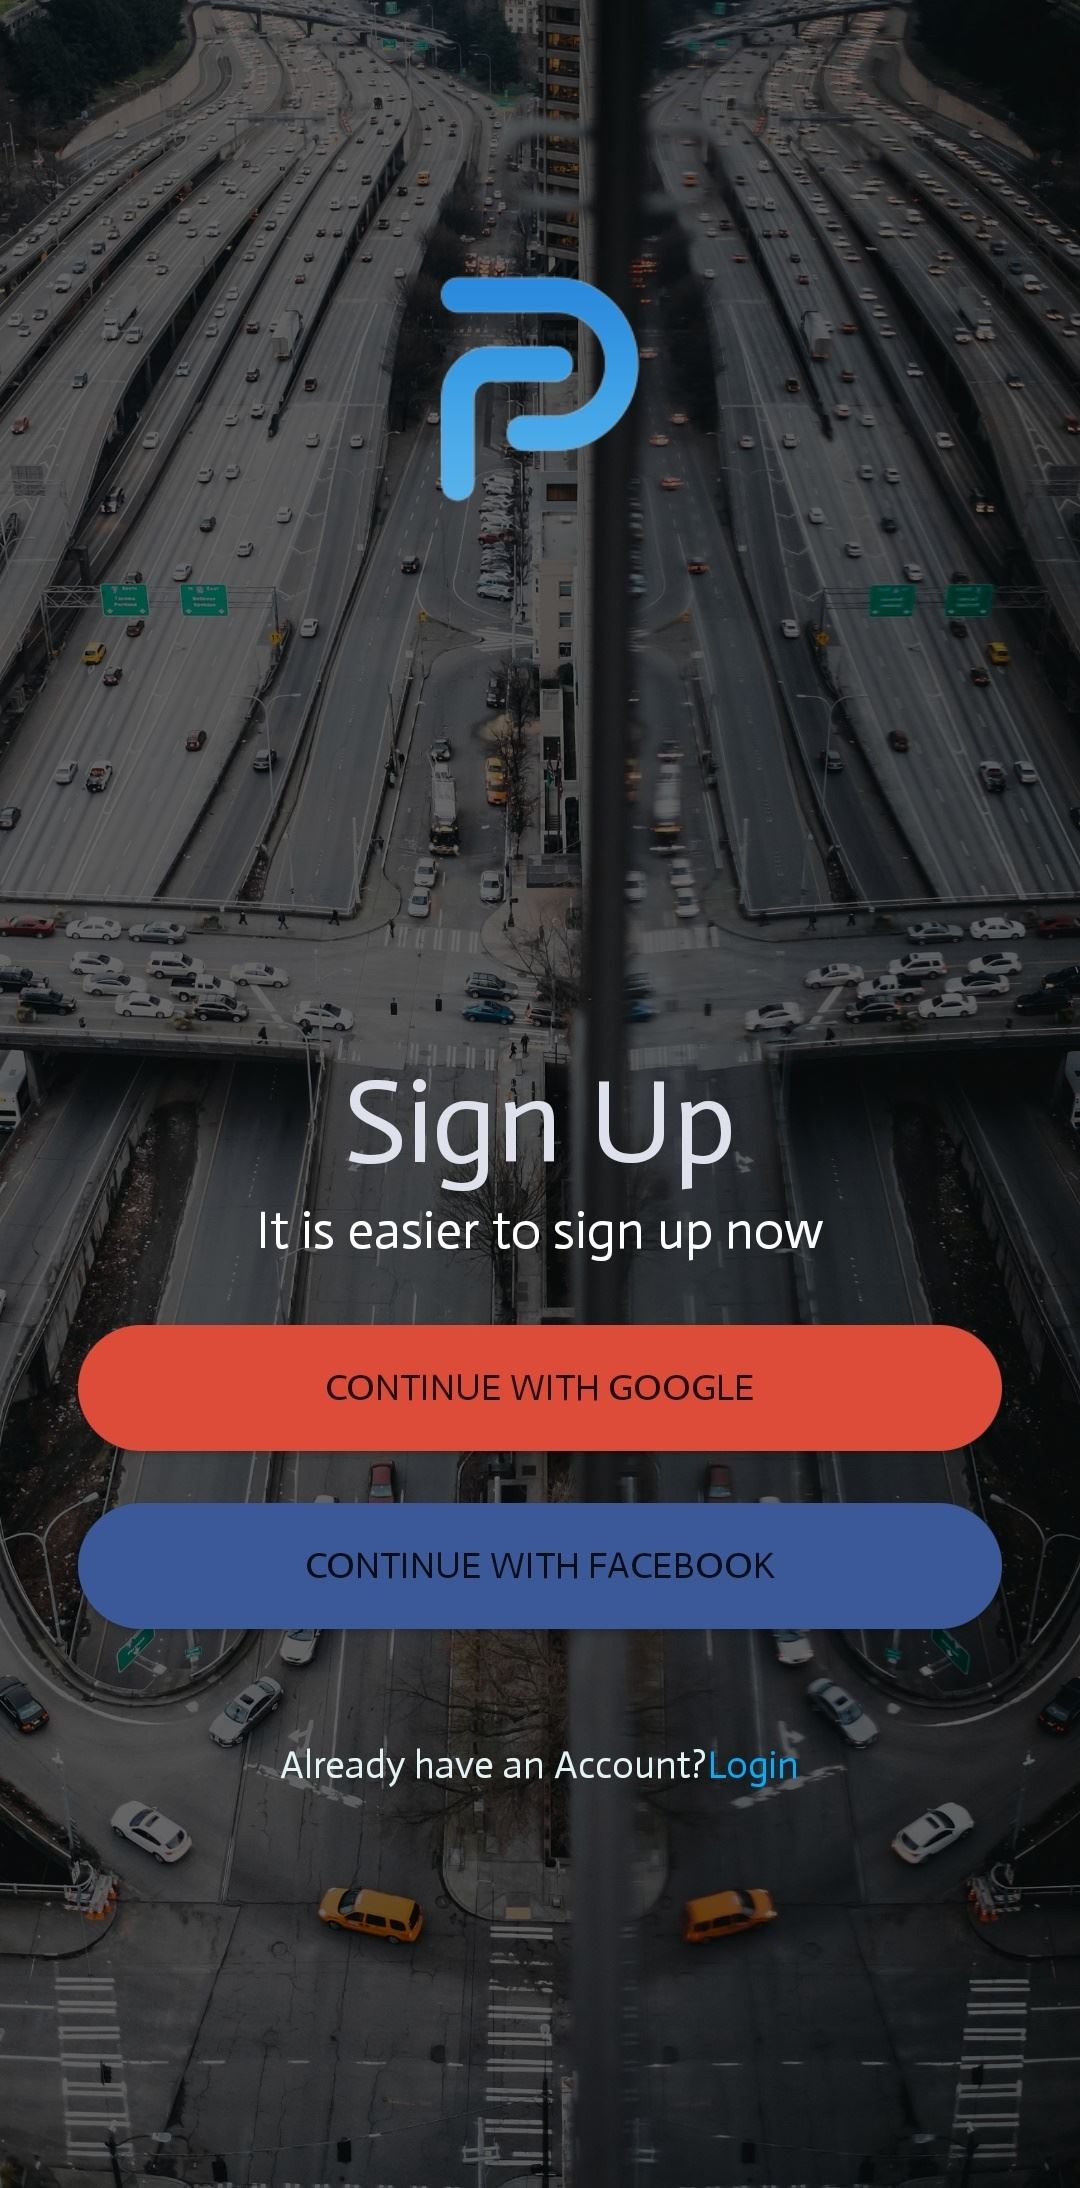 Sign Up
It is easier to sign up now
CONTINUE WITH GOOGLE
CONTINUE WITH FACEBOOK
Already have an Account?Login